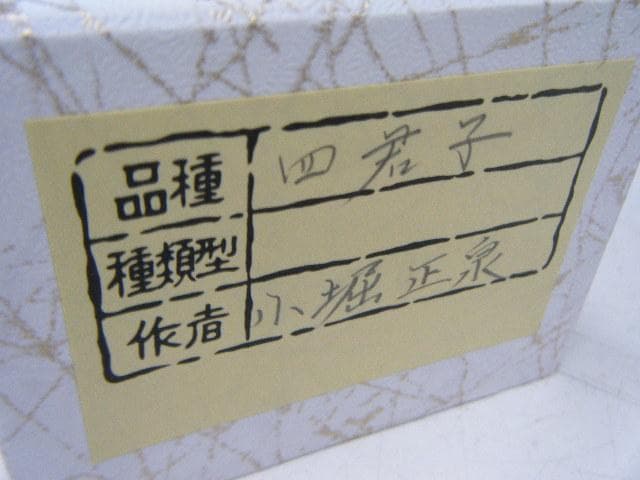 品種 四君子
種類型
作者 小堀正泉